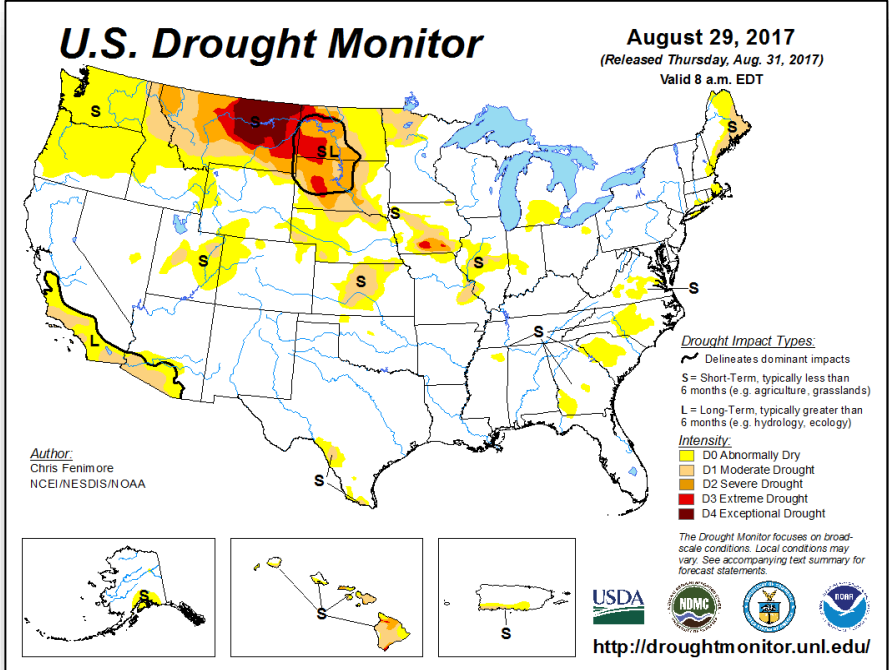 U.S. Drought Monitor
August 29, 2017
(Released Thursday, Aug. 31, 2017)
Valid 8 a.m. EDT
S
S
S
SL
S
S
S
S
S
L
S
S
S
Drought Impact Types:
Delineates dominant impacts
S = Short-Term, typically less than
6 months (e.g. agriculture, grasslands)
L = Long-Term, typically greater than
6 months (e.g. hydrology, ecology)
Intensity:
D0 Abnormally Dry
D1 Moderate Drought
D2 Severe Drought
D3 Extreme Drought
D4 Exceptional Drought
Author:
Chris Fenimore
NCEI/NESDIS/NOAA
The Drought Monitor focuses on broad-
scale conditions. Local conditions may
vary. See accompanying text summary for
forecast statements.
S
S
S
USDA
NDMC
NOAA
http://droughtmonitor.unl.edu/